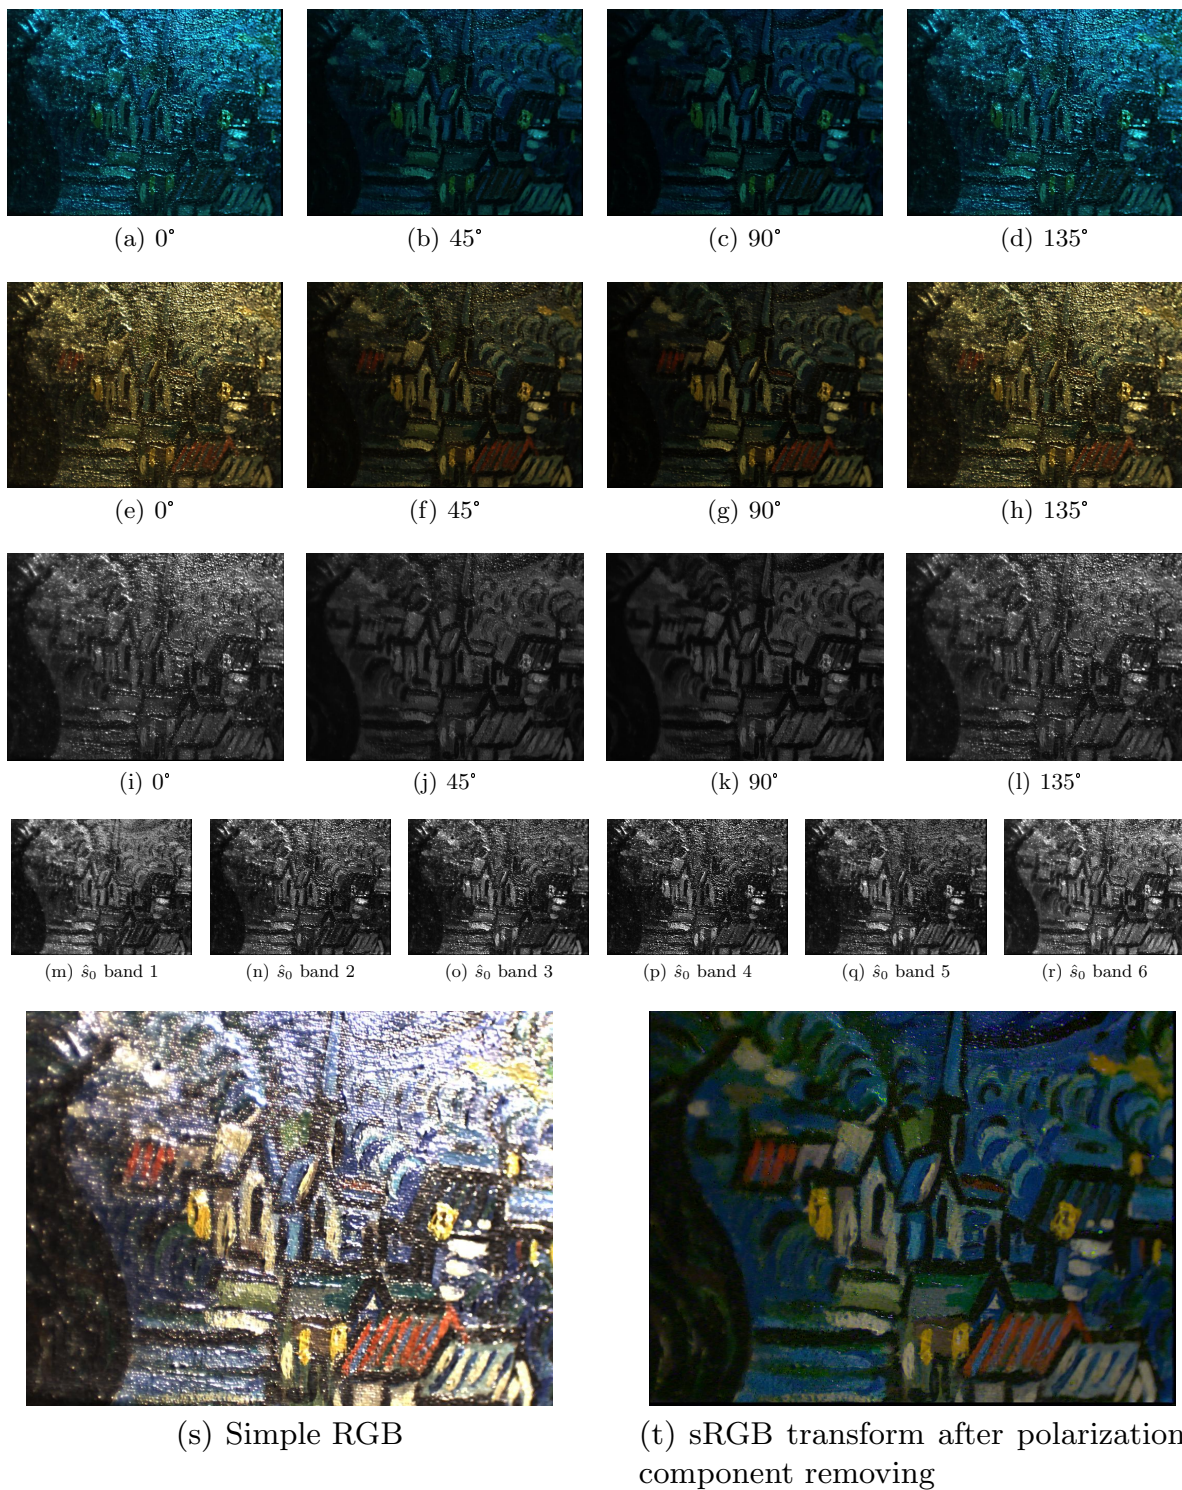 (a) 0° (b) 45° (c) 90° (d) 135°
(e) 0° (f) 45° (g) 90° (h) 135°
(i) 0° (j) 45° (k) 90° (l) 135°
(m) ŝ₀ band 1 (n) ŝ₀ band 2 (o) ŝ₀ band 3 (p) ŝ₀ band 4 (q) ŝ₀ band 5 (r) ŝ₀ band 6
(s) Simple RGB
(t) sRGB transform after polarization
component removing